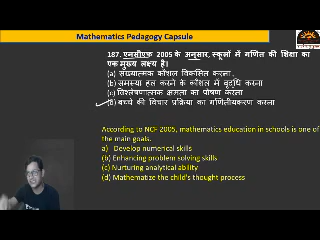 Mathematics Pedagogy Capsule
187. एनसीएफ 2005 के अनुसार, स्कूलों में गणित की शिक्षा का
एक मुख्य लक्ष्य है।
(a) संख्यात्मक कौशल विकसित करना .
(b) समस्या हल करने के कौशल में वृद्धि करना
(c) विश्लेषणात्मक क्षमता का पोषण करना
(d) बच्चे की विचार प्रक्रिया का गणितीयकरण करना
According to NCF 2005, mathematics education in schools is one of
the main goals.
a) Develop numerical skills
(b) Enhancing problem solving skills
(c) Nurturing analytical ability
(d) Mathematize the child's thought process